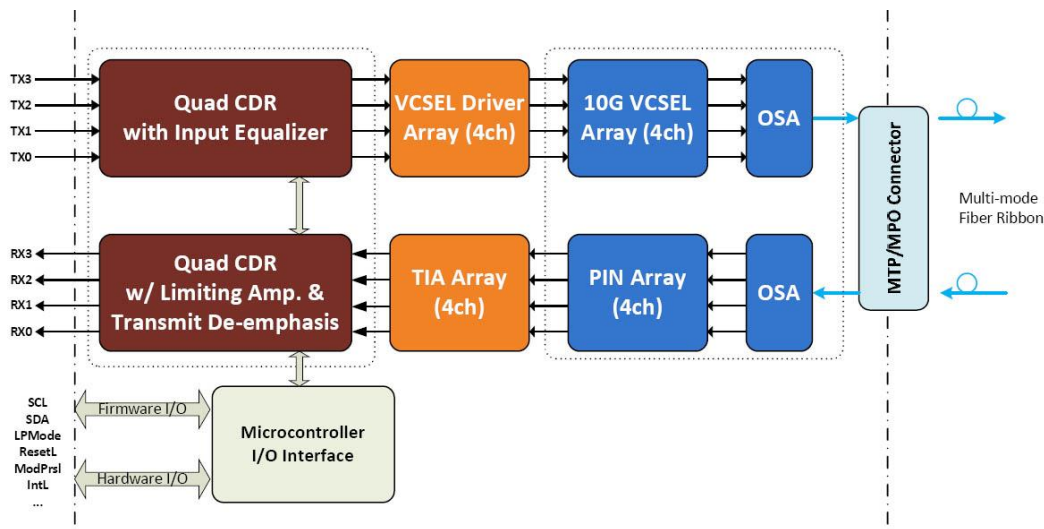 TX3
TX2
TX1
TX0
Quad CDR
with Input Equalizer
VCSEL Driver
Array (4ch)
10G VCSEL
Array (4ch)
OSA
MTP/MPO Connector
Multi-mode
Fiber Ribbon
RX3
RX2
RX1
RX0
Quad CDR
w/ Limiting Amp. &
Transmit De-emphasis
TIA Array
(4ch)
PIN Array
(4ch)
OSA
SCL
SDA
LPMode
ResetL
ModPrsl
IntL
...
Firmware I/O
Hardware I/O
Microcontroller
I/O Interface